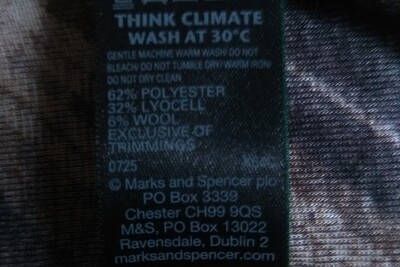 THINK CLIMATE
WASH AT 30°C
GENTLE MACHINE WARM WASH/ DO NOT
BLEACH/ DO NOT TUMBLE DRY/ WARM IRON/
DO NOT DRY CLEAN
62% POLYESTER
32% LYOCELL
6% WOOL
EXCLUSIVE OF
TRIMMINGS
0725
© Marks and Spencer plc
PO Box 3339
Chester CH99 9QS
M&S, PO Box 13022
Ravensdale, Dublin 2
marksandspencer.com